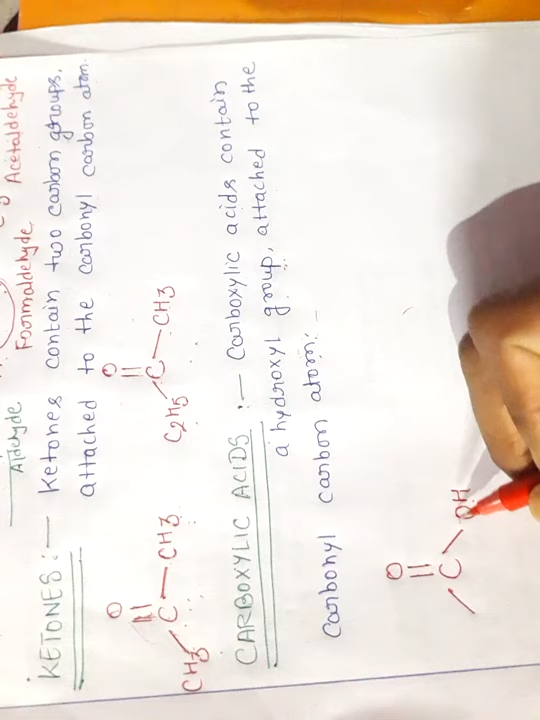 Aldehyde
Formaldehyde
Acetaldehyde
KETONES :— Ketones contain two carbon groups,
attached to the carbonyl carbon atom.
O
CH3 C CH3
O
C2H5 C CH3
CARBOXYLIC ACIDS :— Carboxylic acids contain
a hydroxyl group, attached to the
Carbonyl carbon atom:-
O
C OH